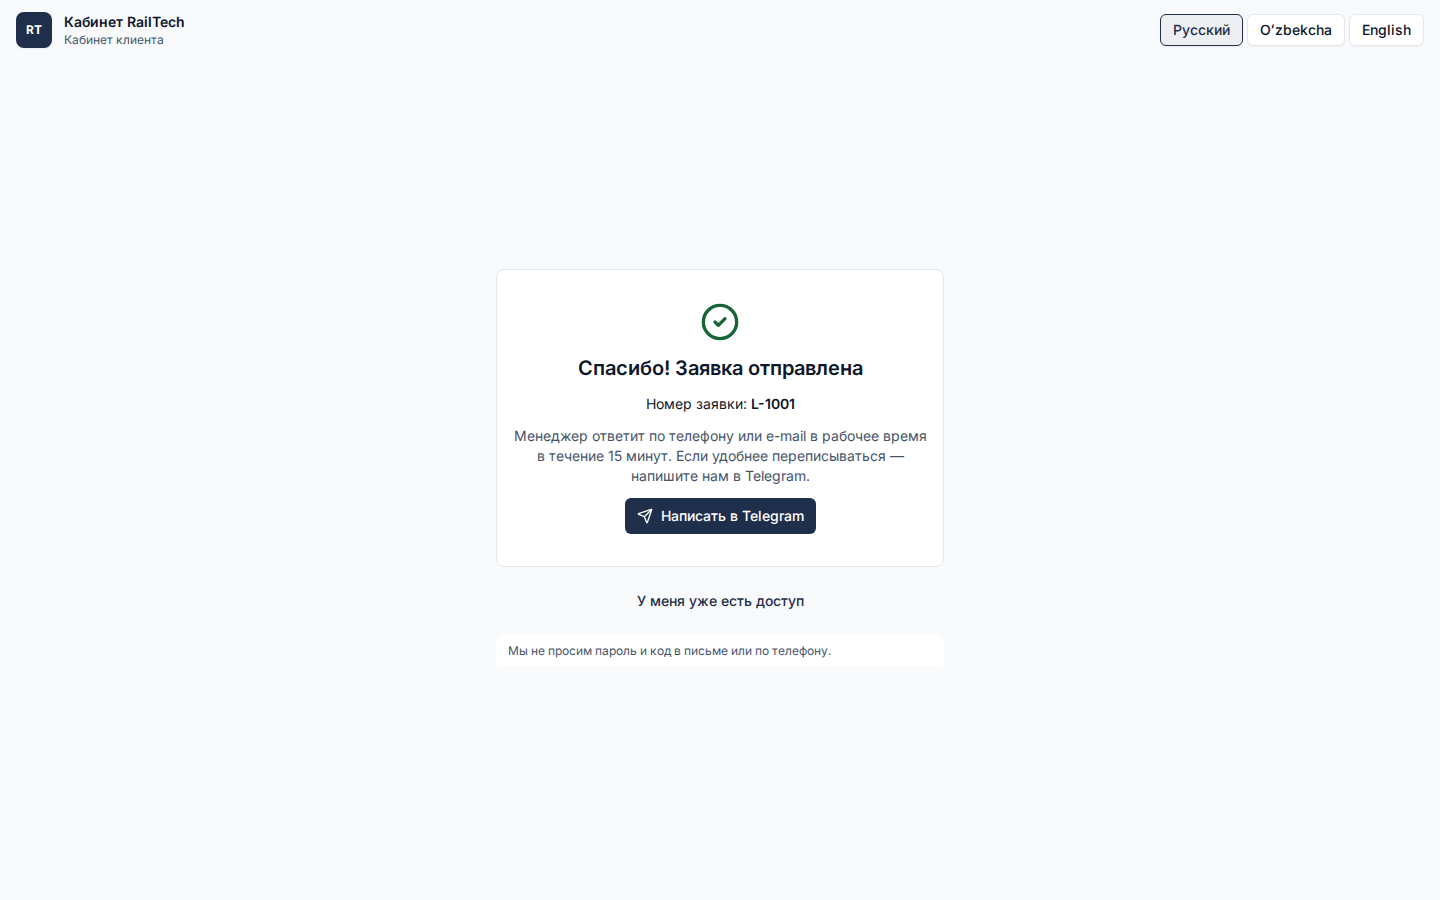 RT
Кабинет RailTech
Кабинет клиента
Русский
Oʻzbekcha
English
Спасибо! Заявка отправлена
Номер заявки: L-1001
Менеджер ответит по телефону или e-mail в рабочее время
в течение 15 минут. Если удобнее переписываться —
напишите нам в Telegram.
Написать в Telegram
У меня уже есть доступ
Мы не просим пароль и код в письме или по телефону.